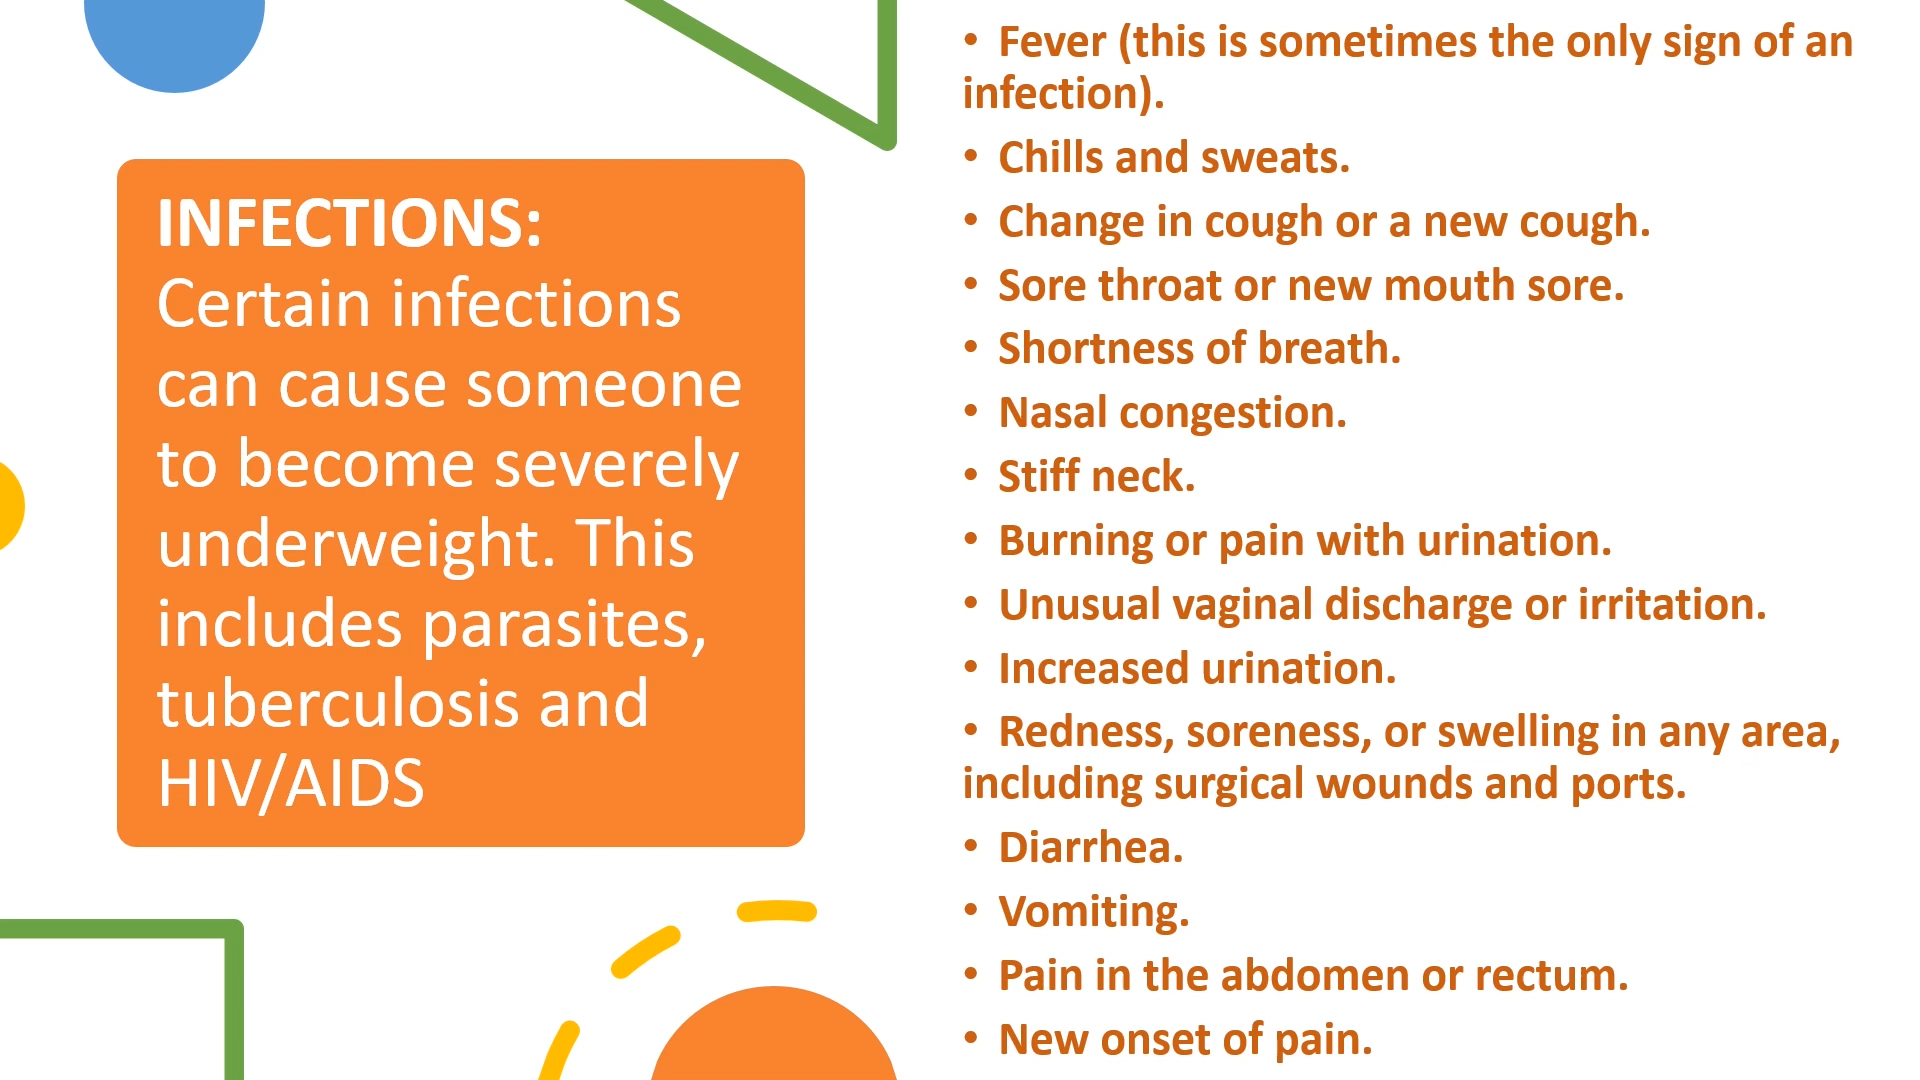 INFECTIONS:
Certain infections
can cause someone
to become severely
underweight. This
includes parasites,
tuberculosis and
HIV/AIDS
• Fever (this is sometimes the only sign of an
infection).
• Chills and sweats.
• Change in cough or a new cough.
• Sore throat or new mouth sore.
• Shortness of breath.
• Nasal congestion.
• Stiff neck.
• Burning or pain with urination.
• Unusual vaginal discharge or irritation.
• Increased urination.
• Redness, soreness, or swelling in any area,
including surgical wounds and ports.
• Diarrhea.
• Vomiting.
• Pain in the abdomen or rectum.
• New onset of pain.